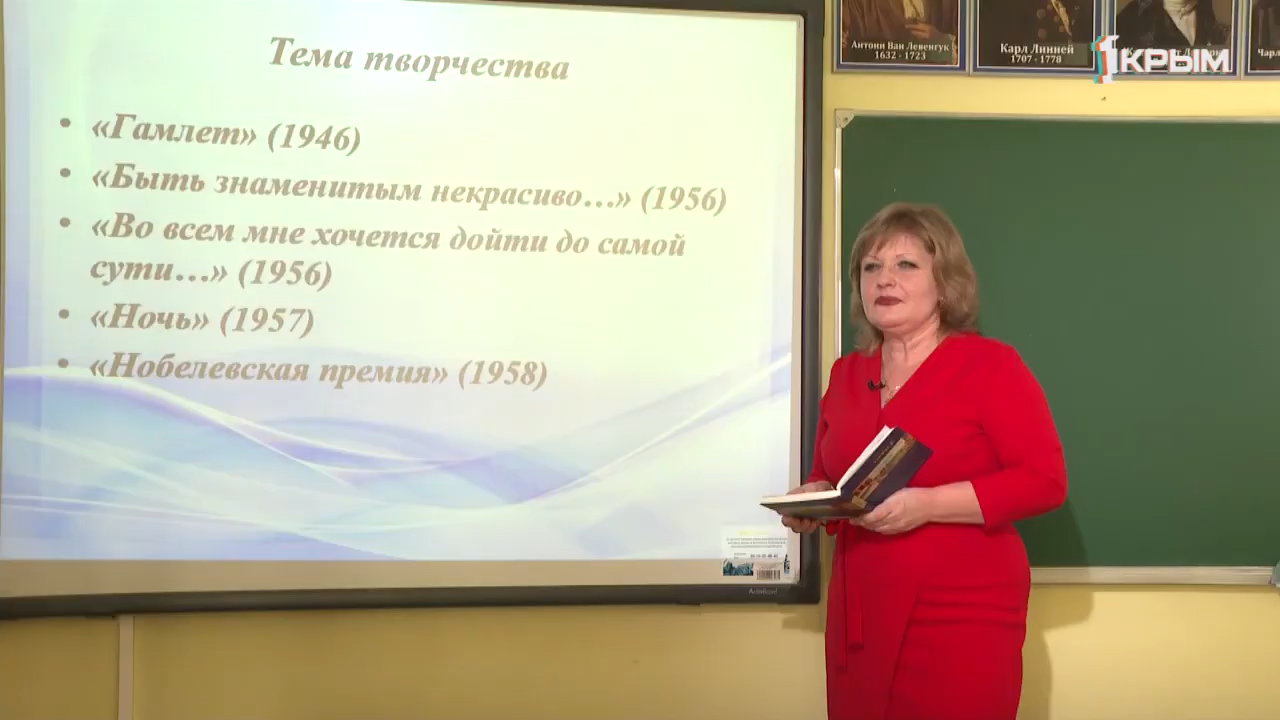 Тема творчества
• «Гамлет» (1946)
• «Быть знаменитым некрасиво…» (1956)
• «Во всем мне хочется дойти до самой
сути…» (1956)
• «Ночь» (1957)
• «Нобелевская премия» (1958)
Антони Ван Левенгук
1632 - 1723
Карл Линней
1707 - 1778
1КРЫМ